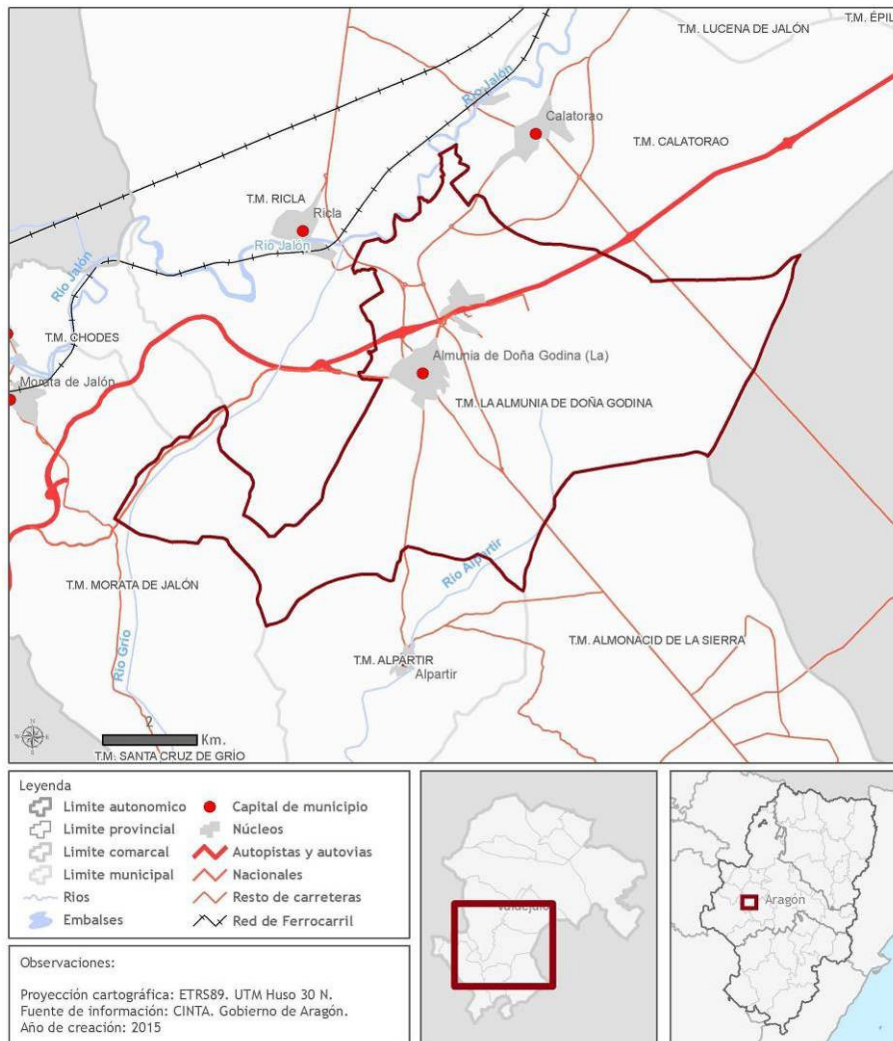 T.M. LUCENA DE JALÓN
T.M. ÉPIL
Río Jalón
Calatorao
T.M. CALATORAO
T.M. RICLA
Ricla
Río Jalón
Río Jalón
T.M. CHODES
Morata de Jalón
Almunia de Doña Godina (La)
T.M. LA ALMUNIA DE DOÑA GODINA
Río Alpartir
T.M. MORATA DE JALÓN
Río Grío
T.M. ALPARTIR
Alpartir
T.M. ALMONACID DE LA SIERRA
2
Km.
T.M. SANTA CRUZ DE GRÍO
Leyenda
Limite autonomico
Limite provincial
Limite comarcal
Limite municipal
Rios
Embalses
Capital de municipio
Núcleos
Autopistas y autovias
Nacionales
Resto de carreteras
Red de Ferrocarril
Aragón
Observaciones:
Proyección cartográfica: ETRS89. UTM Huso 30 N.
Fuente de información: CINTA. Gobierno de Aragón.
Año de creación: 2015